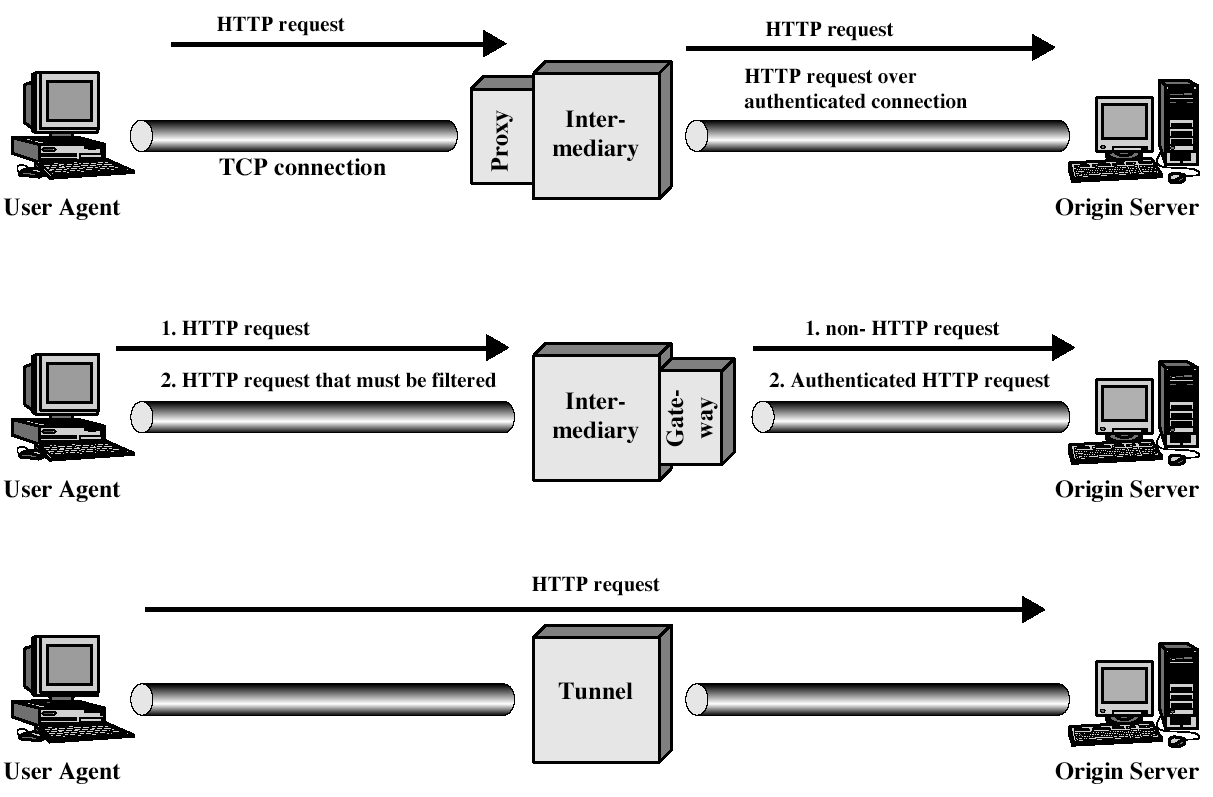 HTTP request
HTTP request
HTTP request over
authenticated connection
Proxy
Inter-
mediary
TCP connection
User Agent
Origin Server
1. HTTP request
1. non- HTTP request
2. HTTP request that must be filtered
2. Authenticated HTTP request
Inter-
mediary
Gate-
way
User Agent
Origin Server
HTTP request
Tunnel
User Agent
Origin Server